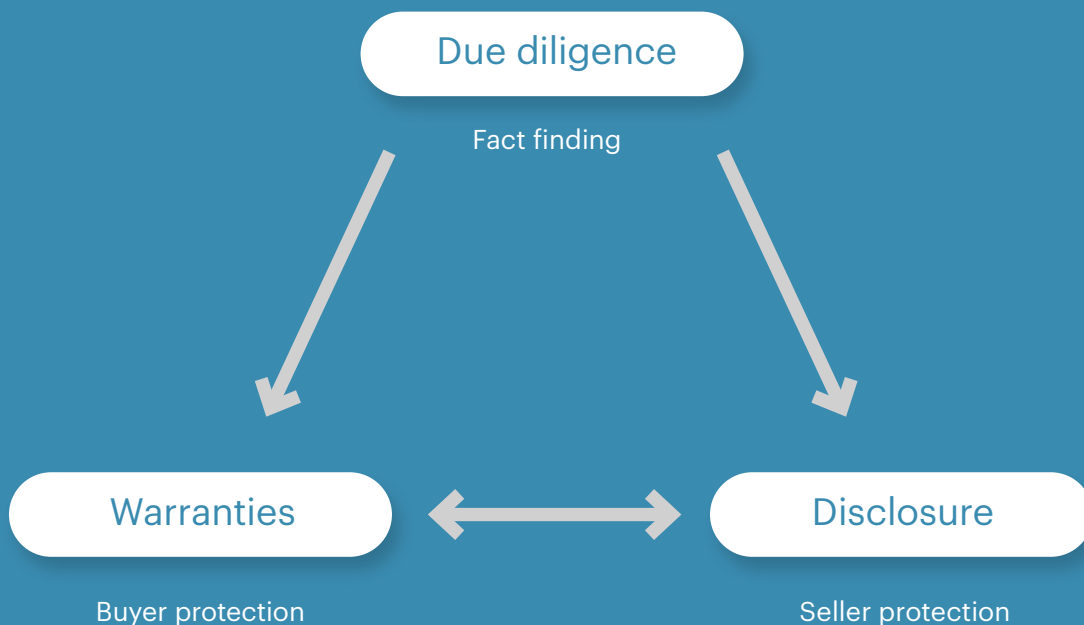 Due diligence
Fact finding
Warranties
Disclosure
Buyer protection
Seller protection